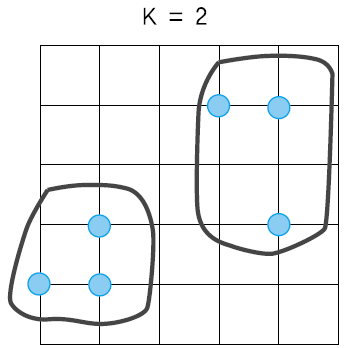 K = 2